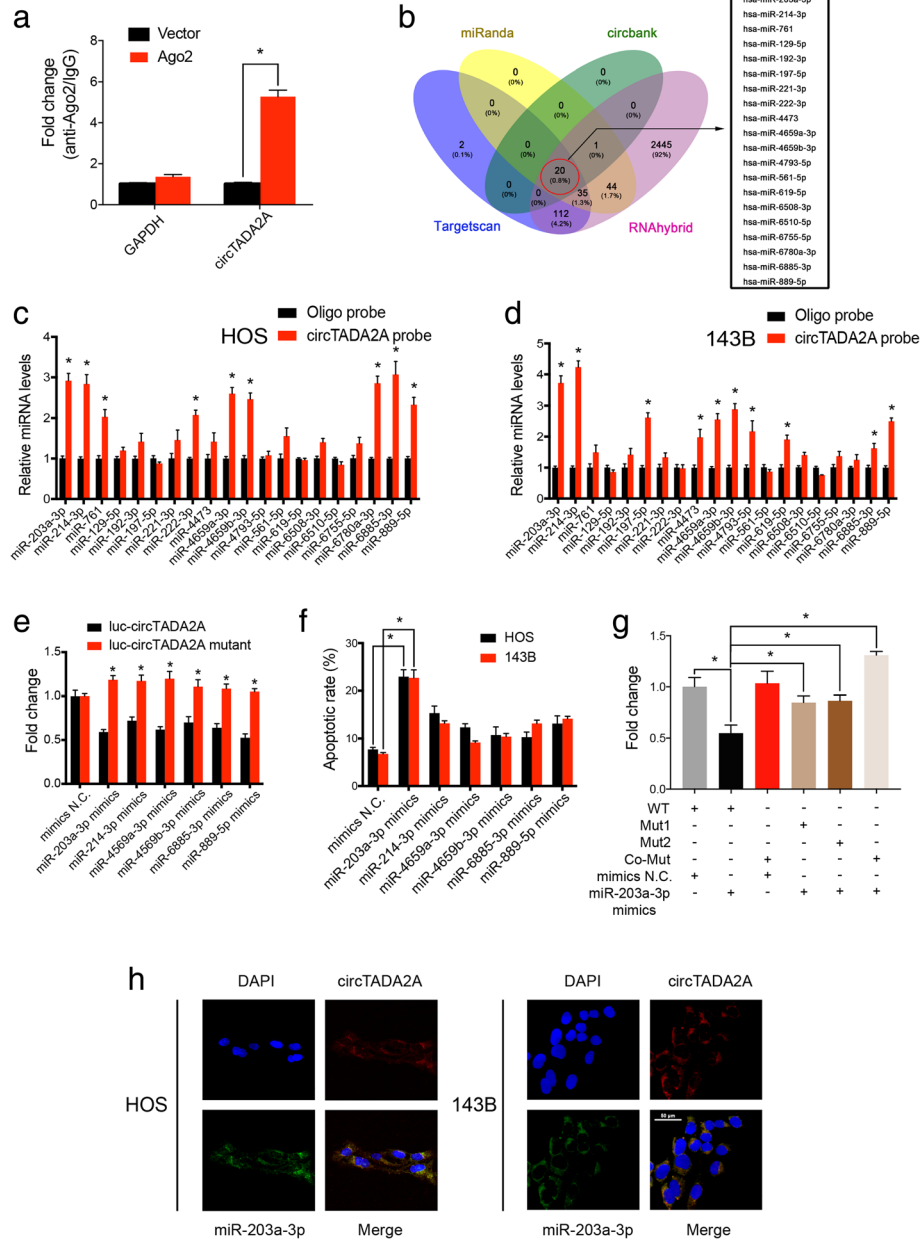 a
Vector
Ago2
Fold change
(anti-Ago2/IgG)
8
6
4
2
0
*
GAPDH
circTADA2A
b
miRanda
circbank
Targetscan
RNAhybrid
0
(0%)
0
(0%)
0
(0%)
0
(0%)
0
(0%)
2
(0.1%)
0
(0%)
1
(0%)
2445
(92%)
20
(0.8%)
0
(0%)
0
(0%)
35
(1.3%)
44
(1.7%)
112
(4.2%)
hsa-miR-203a-3p
hsa-miR-214-3p
hsa-miR-761
hsa-miR-129-5p
hsa-miR-192-3p
hsa-miR-197-5p
hsa-miR-221-3p
hsa-miR-222-3p
hsa-miR-4473
hsa-miR-4659a-3p
hsa-miR-4659b-3p
hsa-miR-4793-5p
hsa-miR-561-5p
hsa-miR-619-5p
hsa-miR-6508-3p
hsa-miR-6510-5p
hsa-miR-6755-5p
hsa-miR-6780a-3p
hsa-miR-6885-3p
hsa-miR-889-5p
c
HOS
Oligo probe
circTADA2A probe
Relative miRNA levels
4
3
2
1
0
* * * * * * * * *
miR-203a-3p
miR-214-3p
miR-761
miR-129-5p
miR-192-3p
miR-197-5p
miR-221-3p
miR-222-3p
miR-4473
miR-4659a-3p
miR-4659b-3p
miR-4793-5p
miR-561-5p
miR-619-5p
miR-6508-3p
miR-6510-5p
miR-6755-5p
miR-6780a-3p
miR-6885-3p
miR-889-5p
d
143B
Oligo probe
circTADA2A probe
Relative miRNA levels
5
4
3
2
1
0
* * * * * * * * * *
miR-203a-3p
miR-214-3p
miR-761
miR-129-5p
miR-192-3p
miR-197-5p
miR-221-3p
miR-222-3p
miR-4473
miR-4659a-3p
miR-4659b-3p
miR-4793-5p
miR-561-5p
miR-619-5p
miR-6508-3p
miR-6510-5p
miR-6755-5p
miR-6780a-3p
miR-6885-3p
miR-889-5p
e
luc-circTADA2A
luc-circTADA2A mutant
Fold change
1.5
1.0
0.5
0.0
* * * * * *
mimics N.C.
miR-203a-3p mimics
miR-214-3p mimics
miR-4569a-3p mimics
miR-4569b-3p mimics
miR-6885-3p mimics
miR-889-5p mimics
f
HOS
143B
Apoptotic rate (%)
30
20
10
0
*
*
mimics N.C.
miR-203a-3p mimics
miR-214-3p mimics
miR-4659a-3p mimics
miR-4659b-3p mimics
miR-6885-3p mimics
miR-889-5p mimics
g
Fold change
1.5
1.0
0.5
0.0
*
*
*
*
WT + + - - - -
Mut1 - - - + - -
Mut2 - - - - + -
Co-Mut - - + - - +
mimics N.C. + - + - - -
miR-203a-3p - + - + + +
mimics
h
HOS
DAPI
circTADA2A
miR-203a-3p
Merge
143B
DAPI
circTADA2A
50 μm
miR-203a-3p
Merge